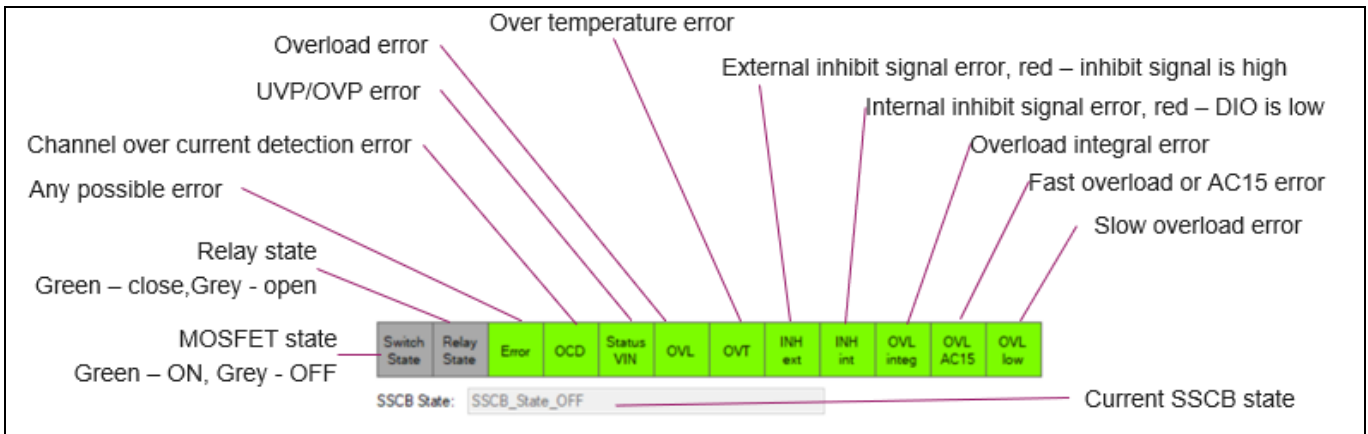 Over temperature error
Overload error
External inhibit signal error, red – inhibit signal is high
UVP/OVP error
Internal inhibit signal error, red – DIO is low
Channel over current detection error
Overload integral error
Any possible error
Fast overload or AC15 error
Slow overload error
Relay state
Green – close,Grey - open
MOSFET state
Green – ON, Grey - OFF
Switch State
Relay State
Error
OCD
Status VIN
OVL
OVT
INH ext
INH int
OVL integ
OVL AC15
OVL low
SSCB State: SSCB_State_OFF
Current SSCB state